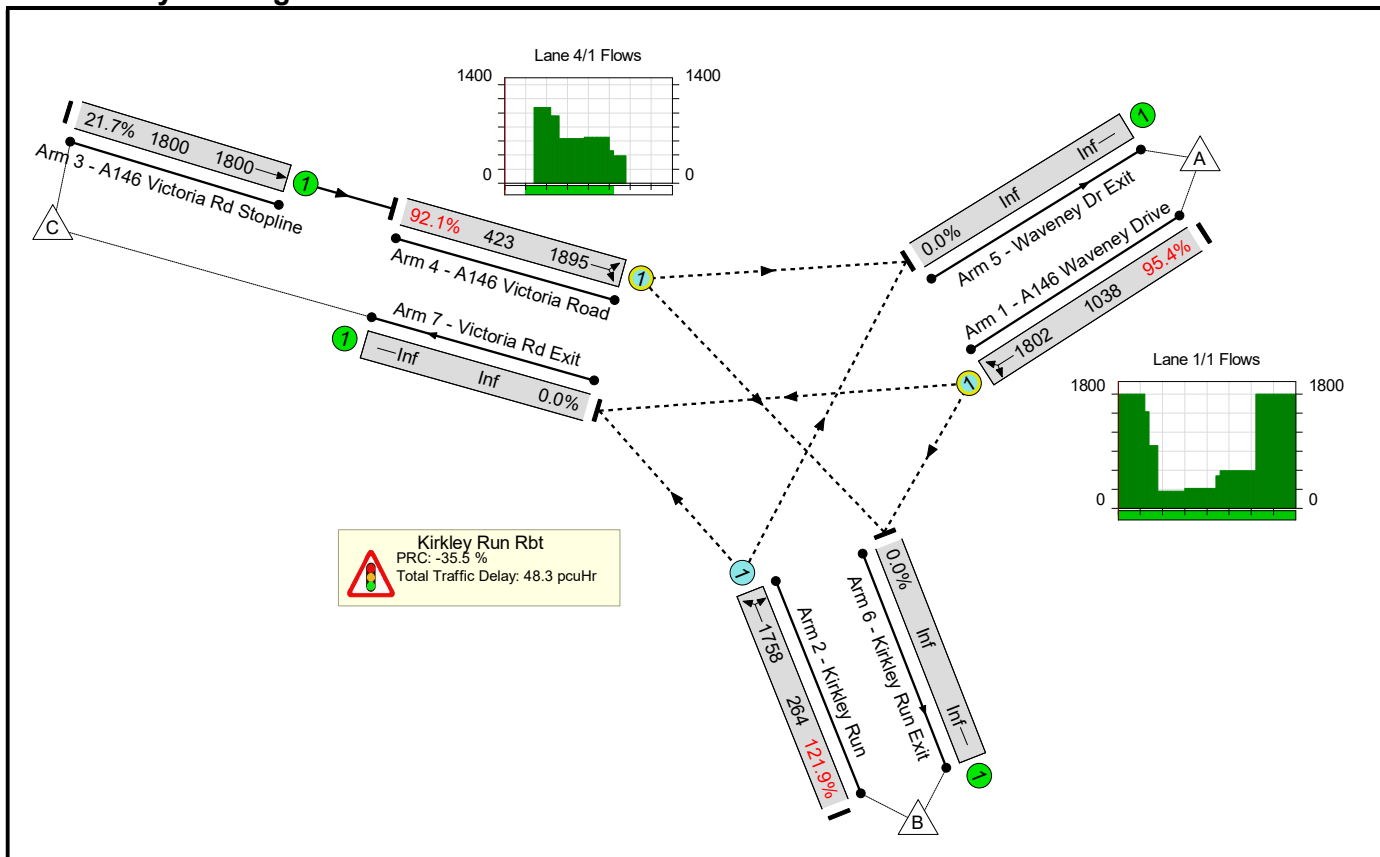 Lane 4/1 Flows
1400
1400
0
0
21.7% 1800 1800
Arm 3 - A146 Victoria Rd Stopline
1
C
92.1% 423 1895
Arm 4 - A146 Victoria Road
1
Arm 7 - Victoria Rd Exit
1
Inf Inf 0.0%
0.0% Inf Inf
1
Arm 5 - Waveney Dr Exit
A
Arm 1 - A146 Waveney Drive
1802 1038 95.4%
1
Lane 1/1 Flows
1800
1800
0
0
Kirkley Run Rbt
PRC: -35.5 %
Total Traffic Delay: 48.3 pcuHr
1
1758 264 121.9%
Arm 2 - Kirkley Run
0.0% Inf Inf
Arm 6 - Kirkley Run Exit
1
B